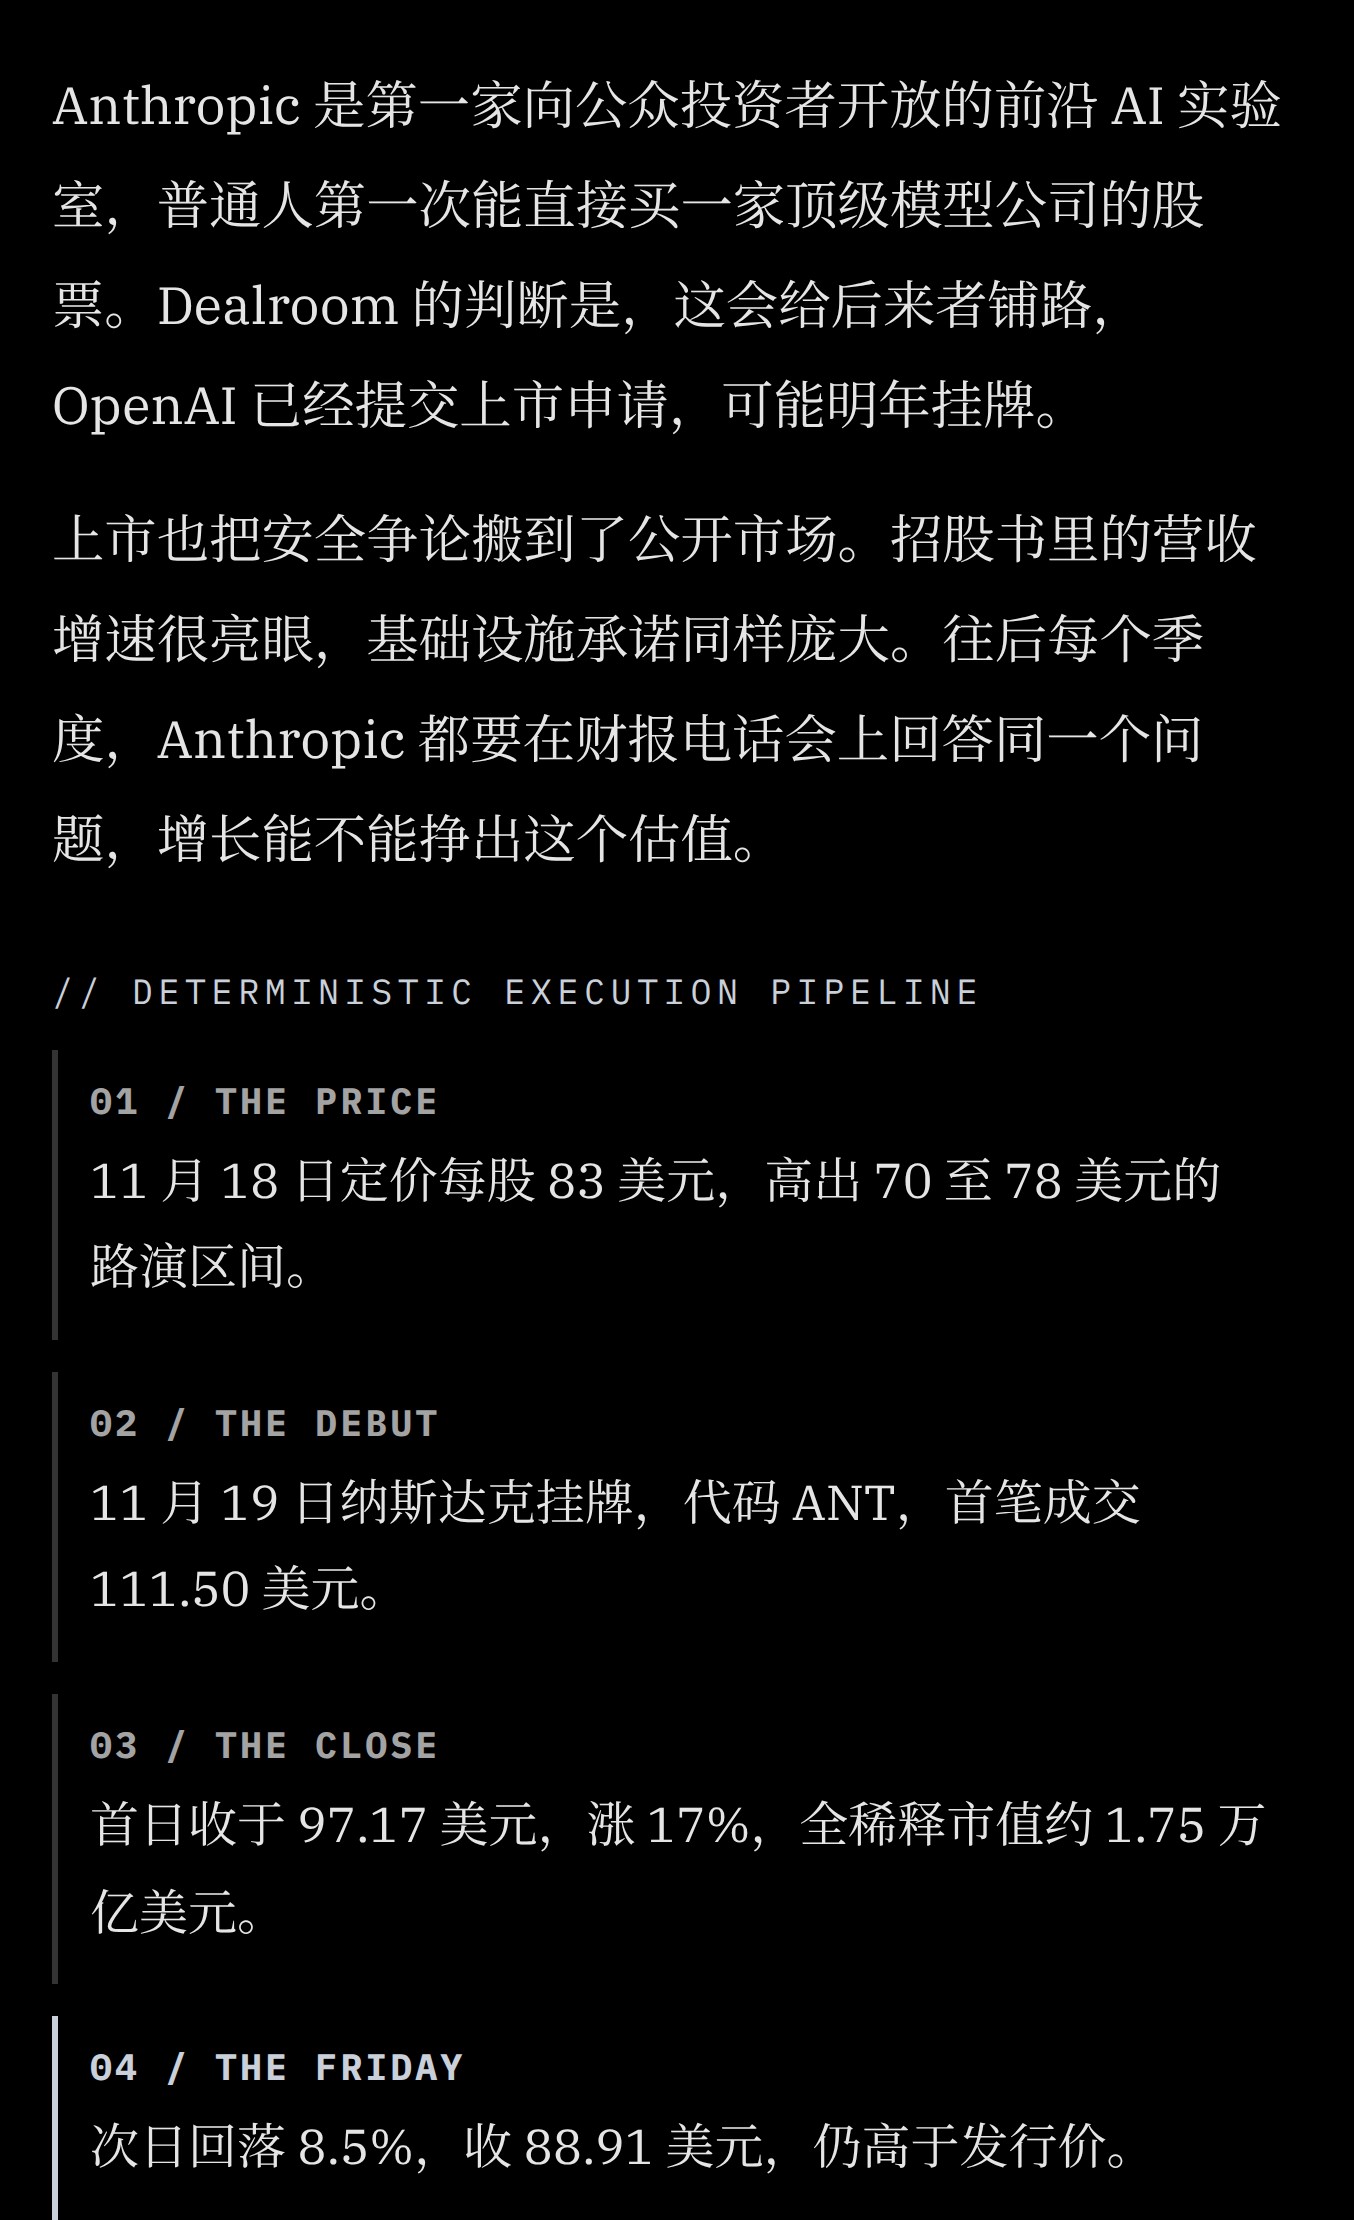 Anthropic 是第一家向公众投资者开放的前沿 AI 实验
室，普通人第一次能直接买一家顶级模型公司的股
票。Dealroom 的判断是，这会给后来者铺路，
OpenAI 已经提交上市申请，可能明年挂牌。
上市也把安全争论搬到了公开市场。招股书里的营收
增速很亮眼，基础设施承诺同样庞大。往后每个季
度，Anthropic 都要在财报电话会上回答同一个问
题，增长能不能挣出这个估值。
// DETERMINISTIC EXECUTION PIPELINE
01 / THE PRICE
11 月 18 日定价每股 83 美元，高出 70 至 78 美元的
路演区间。
02 / THE DEBUT
11 月 19 日纳斯达克挂牌，代码 ANT，首笔成交
111.50 美元。
03 / THE CLOSE
首日收于 97.17 美元，涨 17%，全稀释市值约 1.75 万
亿美元。
04 / THE FRIDAY
次日回落 8.5%，收 88.91 美元，仍高于发行价。